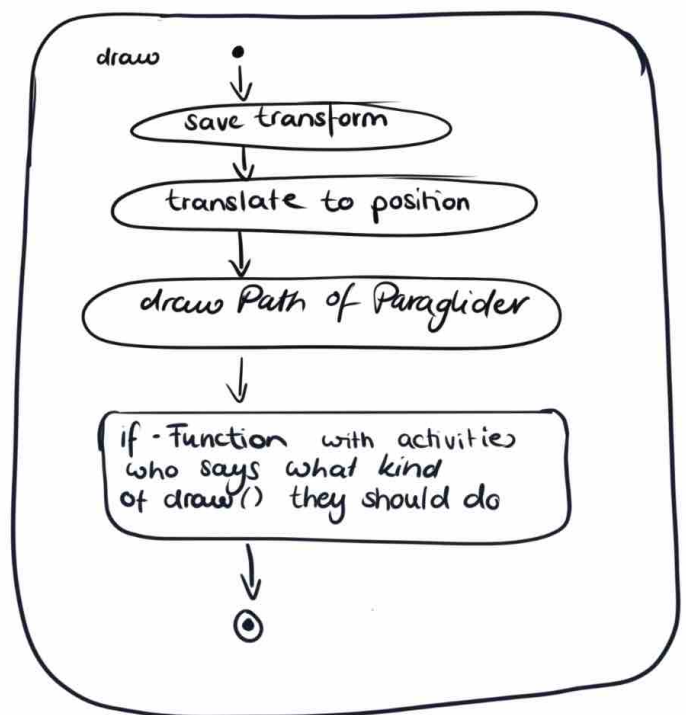 draw
save transform
translate to position
draw Path of Paraglider
if - Function with activities
who says what kind
of draw() they should do